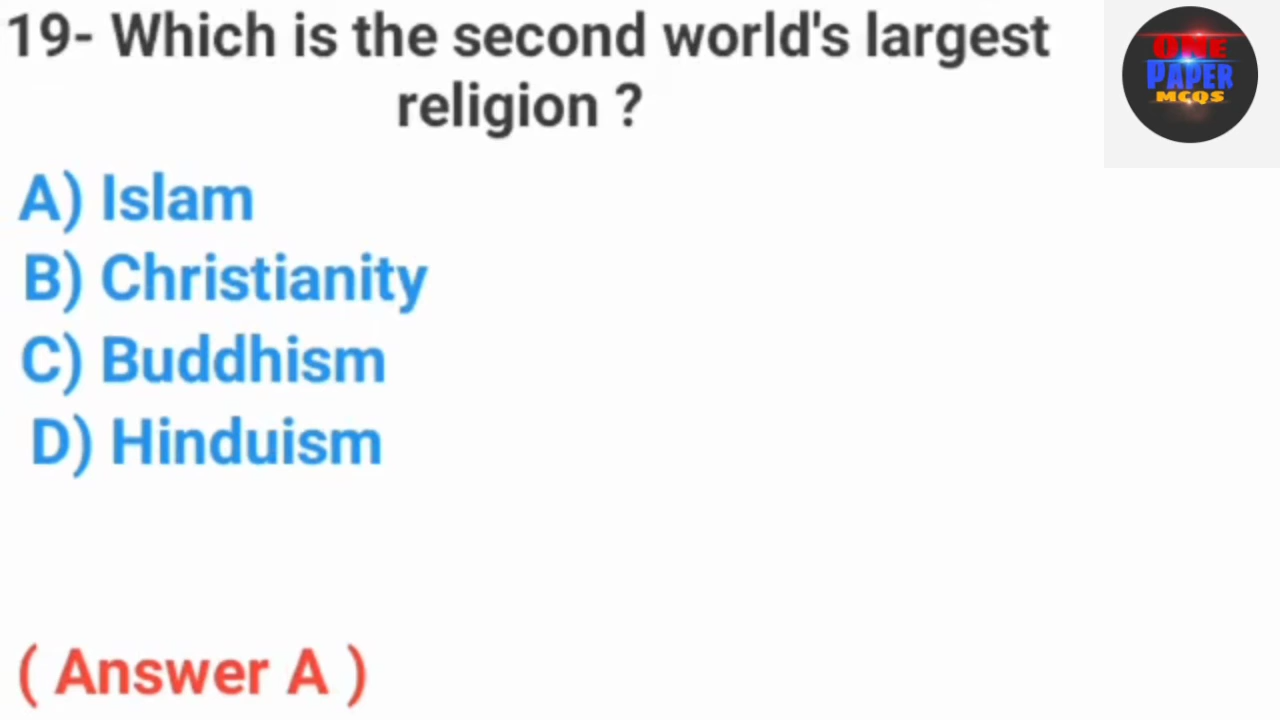 19- Which is the second world's largest
religion ?
A) Islam
B) Christianity
C) Buddhism
D) Hinduism
( Answer A )
ONE
PAPER
MCQS